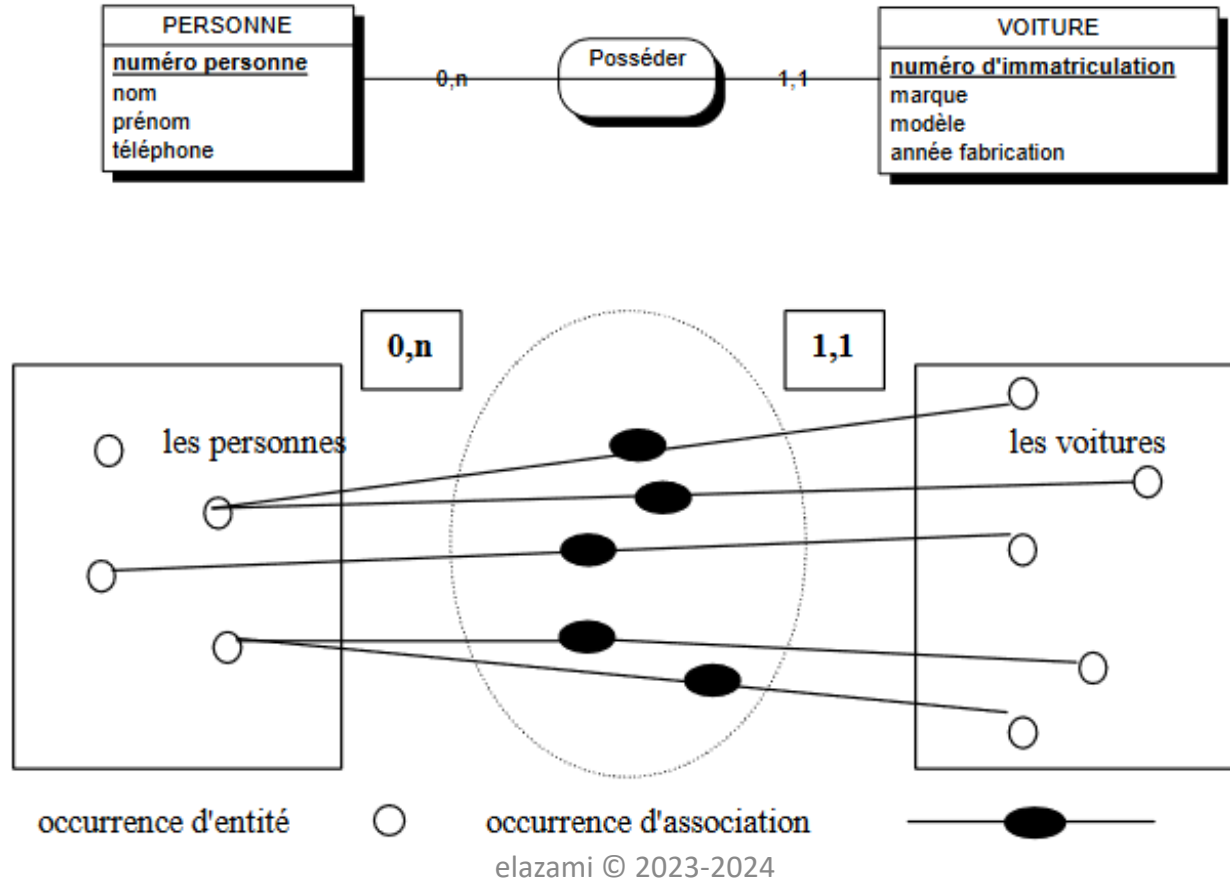 PERSONNE
numéro personne
nom
prénom
téléphone
0,n
Posséder
1,1
VOITURE
numéro d'immatriculation
marque
modèle
année fabrication
0,n
1,1
les personnes
les voitures
occurrence d'entité
occurrence d'association
elazami © 2023-2024